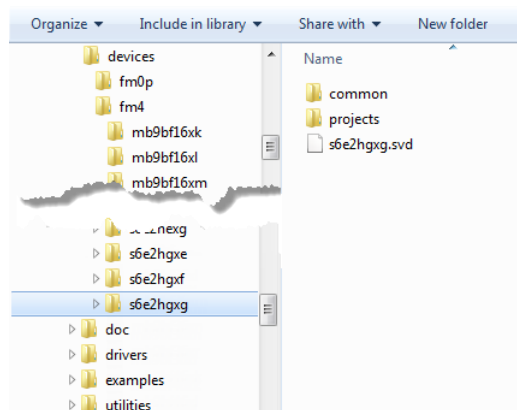 Organize Include in library Share with New folder
devices
fm0p
fm4
mb9bf16xk
mb9bf16xl
mb9bf16xm
s6e2hgxe
s6e2hgxf
s6e2hgxg
doc
drivers
examples
utilities
Name
common
projects
s6e2hgxg.svd